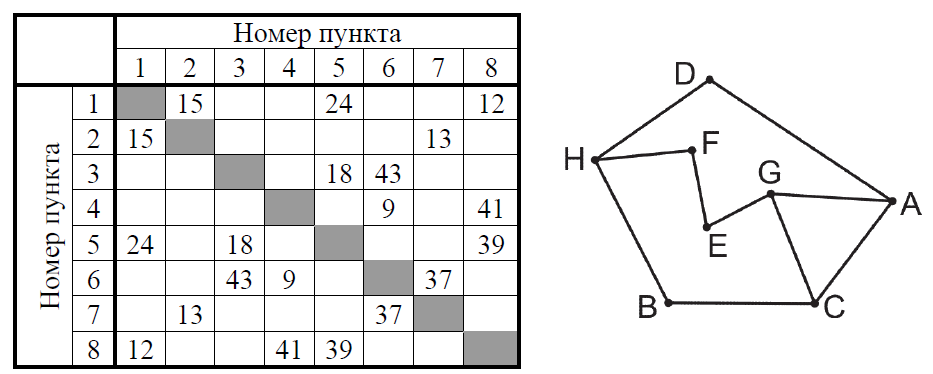 Номер пункта
1 2 3 4 5 6 7 8
Номер пункта
1 15 24 12
2 15 13
3 18 43
4 9 41
5 24 18 39
6 43 9 37
7 13 37
8 12 41 39
D
F
H
G
A
E
B
C